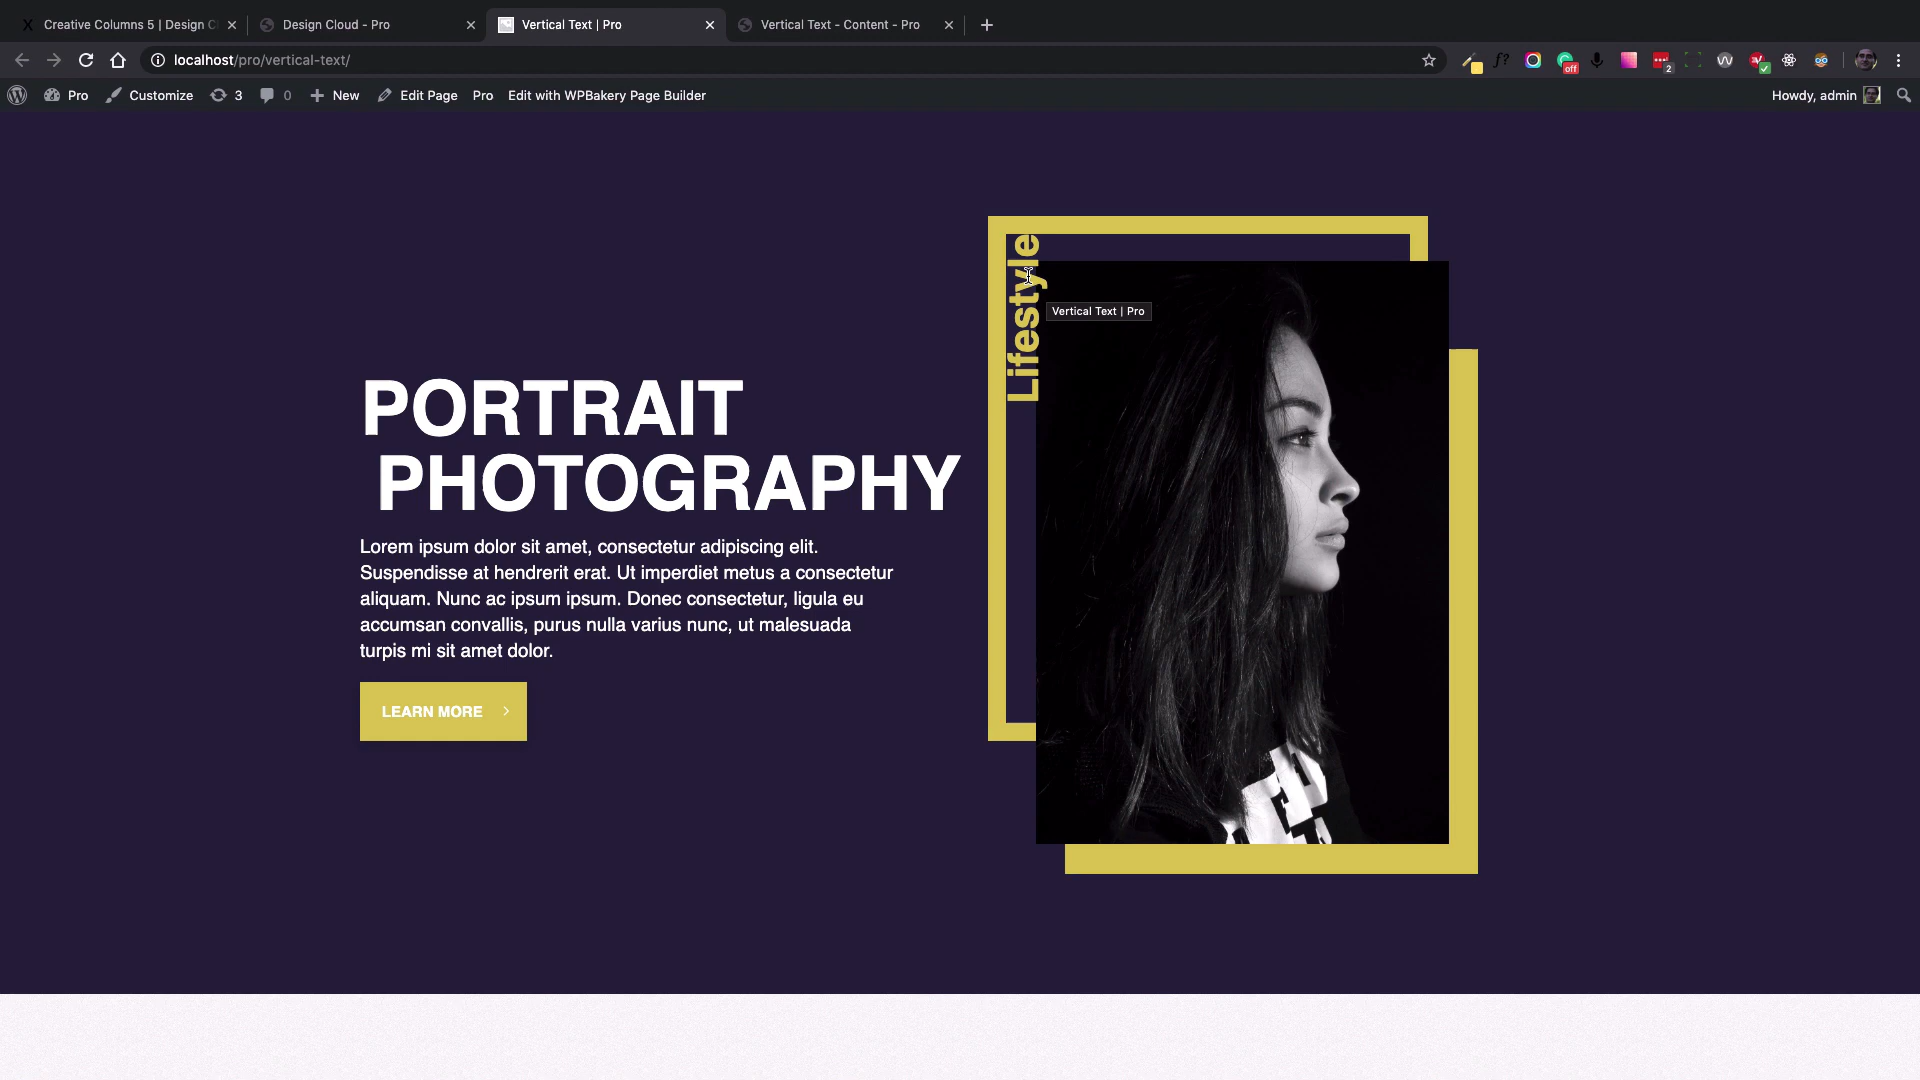 Creative Columns 5 | Design C
Design Cloud - Pro
Vertical Text | Pro
Vertical Text - Content - Pro
localhost/pro/vertical-text/
f?
off
2
Pro
Customize
3
0
New
Edit Page
Pro
Edit with WPBakery Page Builder
Howdy, admin
Lifestyle
Vertical Text | Pro
PORTRAIT
PHOTOGRAPHY
Lorem ipsum dolor sit amet, consectetur adipiscing elit.
Suspendisse at hendrerit erat. Ut imperdiet metus a consectetur
aliquam. Nunc ac ipsum ipsum. Donec consectetur, ligula eu
accumsan convallis, purus nulla varius nunc, ut malesuada
turpis mi sit amet dolor.
LEARN MORE